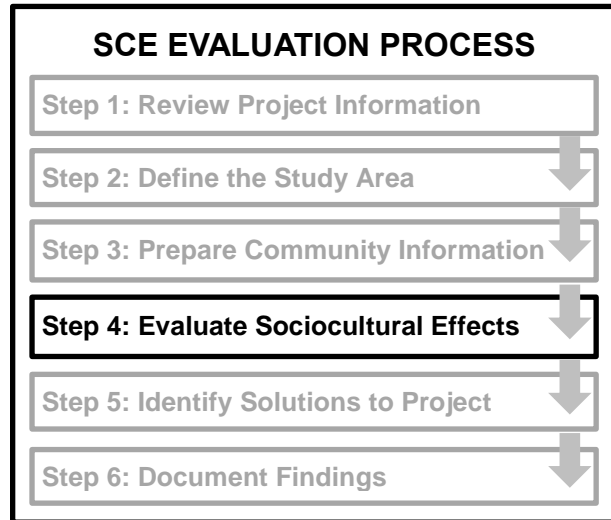 SCE EVALUATION PROCESS
Step 1: Review Project Information
Step 2: Define the Study Area
Step 3: Prepare Community Information
Step 4: Evaluate Sociocultural Effects
Step 5: Identify Solutions to Project
Step 6: Document Findings